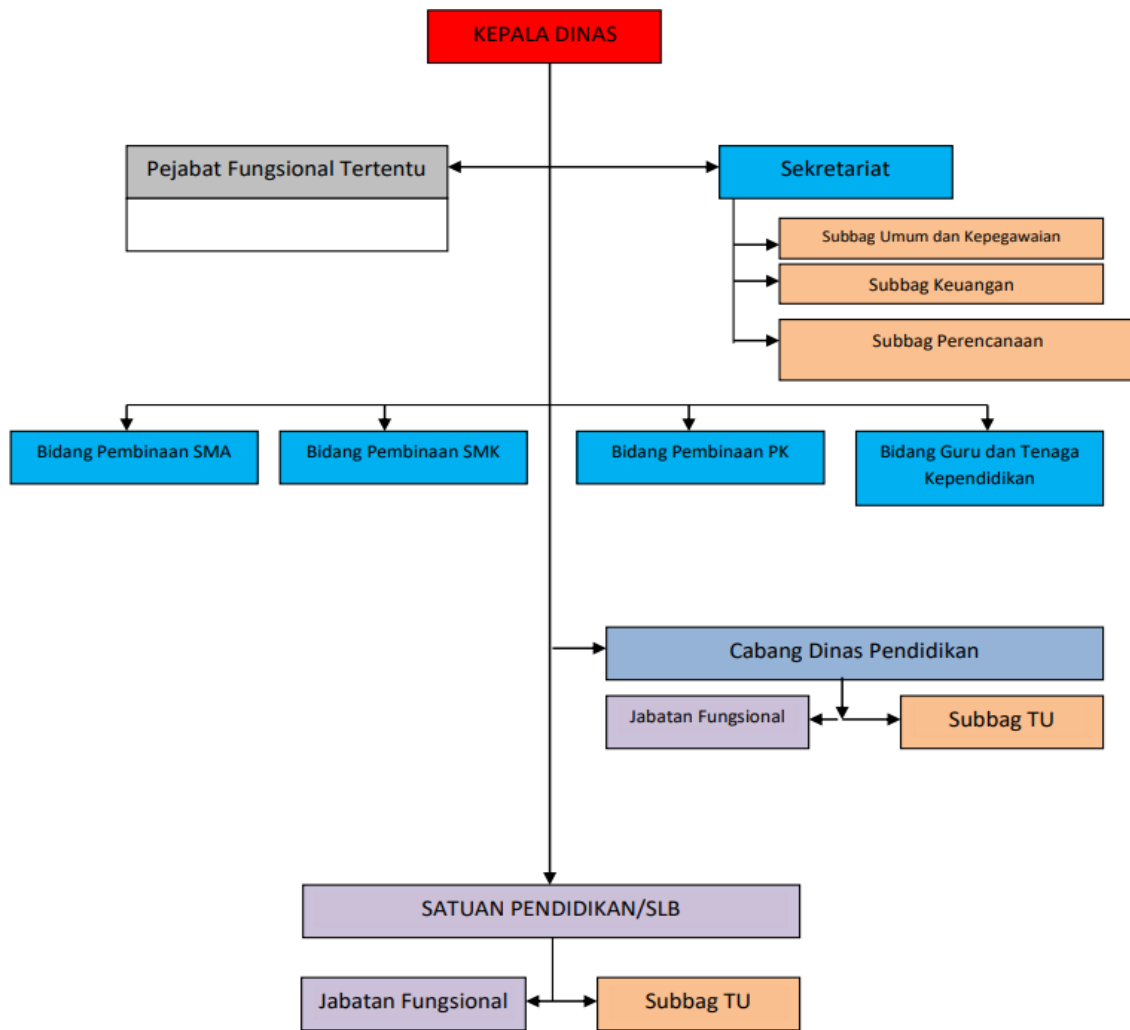 KEPALA DINAS
Pejabat Fungsional Tertentu
Sekretariat
Subbag Umum dan Kepegawaian
Subbag Keuangan
Subbag Perencanaan
Bidang Pembinaan SMA
Bidang Pembinaan SMK
Bidang Pembinaan PK
Bidang Guru dan Tenaga
Kependidikan
Cabang Dinas Pendidikan
Jabatan Fungsional
Subbag TU
SATUAN PENDIDIKAN/SLB
Jabatan Fungsional
Subbag TU